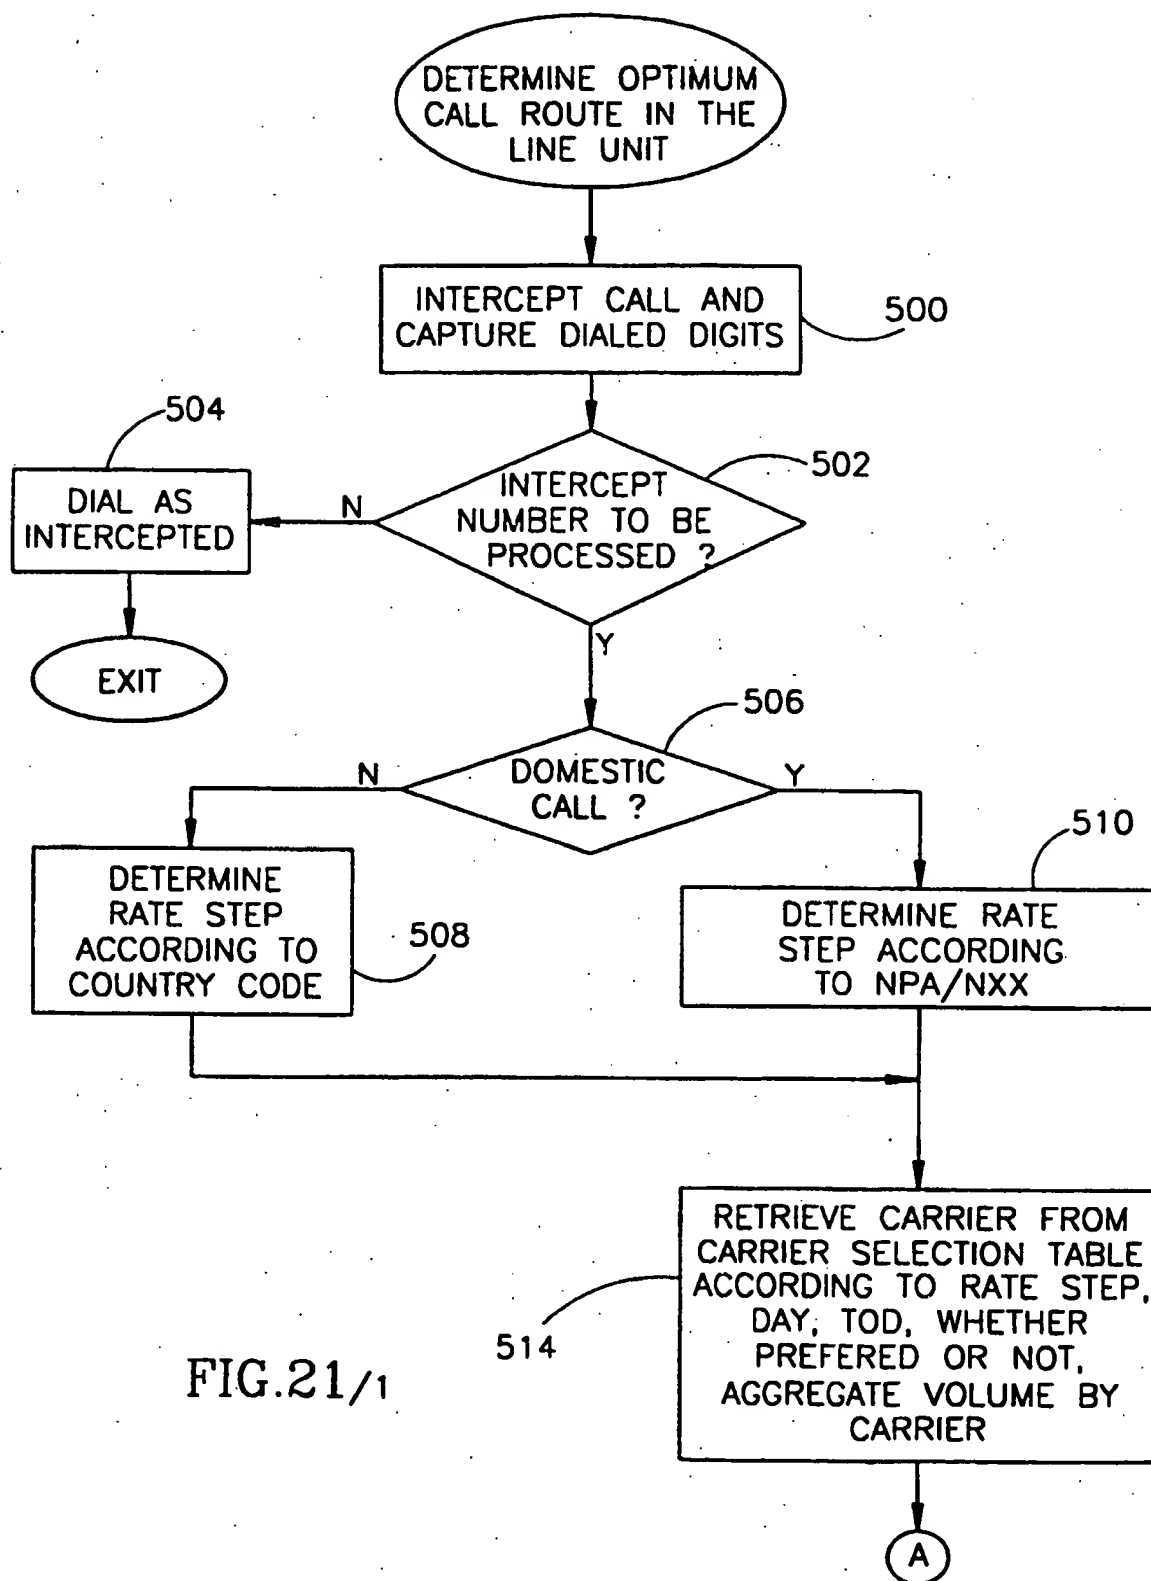 DETERMINE OPTIMUM
CALL ROUTE IN THE
LINE UNIT
INTERCEPT CALL AND
CAPTURE DIALED DIGITS
500
504
502
INTERCEPT
NUMBER TO BE
PROCESSED ?
N
DIAL AS
INTERCEPTED
Y
EXIT
506
DOMESTIC
CALL ?
N
Y
510
DETERMINE
RATE STEP
ACCORDING TO
COUNTRY CODE
508
DETERMINE RATE
STEP ACCORDING
TO NPA/NXX
RETRIEVE CARRIER FROM
CARRIER SELECTION TABLE
ACCORDING TO RATE STEP,
DAY, TOD, WHETHER
PREFERED OR NOT,
AGGREGATE VOLUME BY
CARRIER
514
FIG.21/1
A